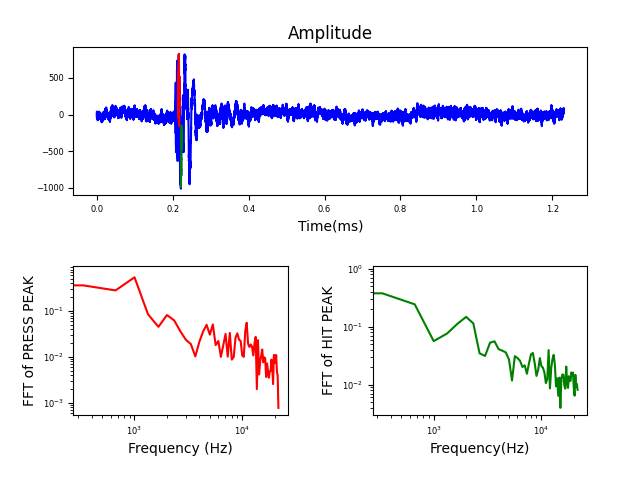 Amplitude
500
0
−500
−1000
0.0 0.2 0.4 0.6 0.8 1.0 1.2
Time(ms)
FFT of PRESS PEAK
10⁻¹
10⁻²
10⁻³
10³ 10⁴
Frequency (Hz)
FFT of HIT PEAK
10⁰
10⁻¹
10⁻²
10³ 10⁴
Frequency(Hz)